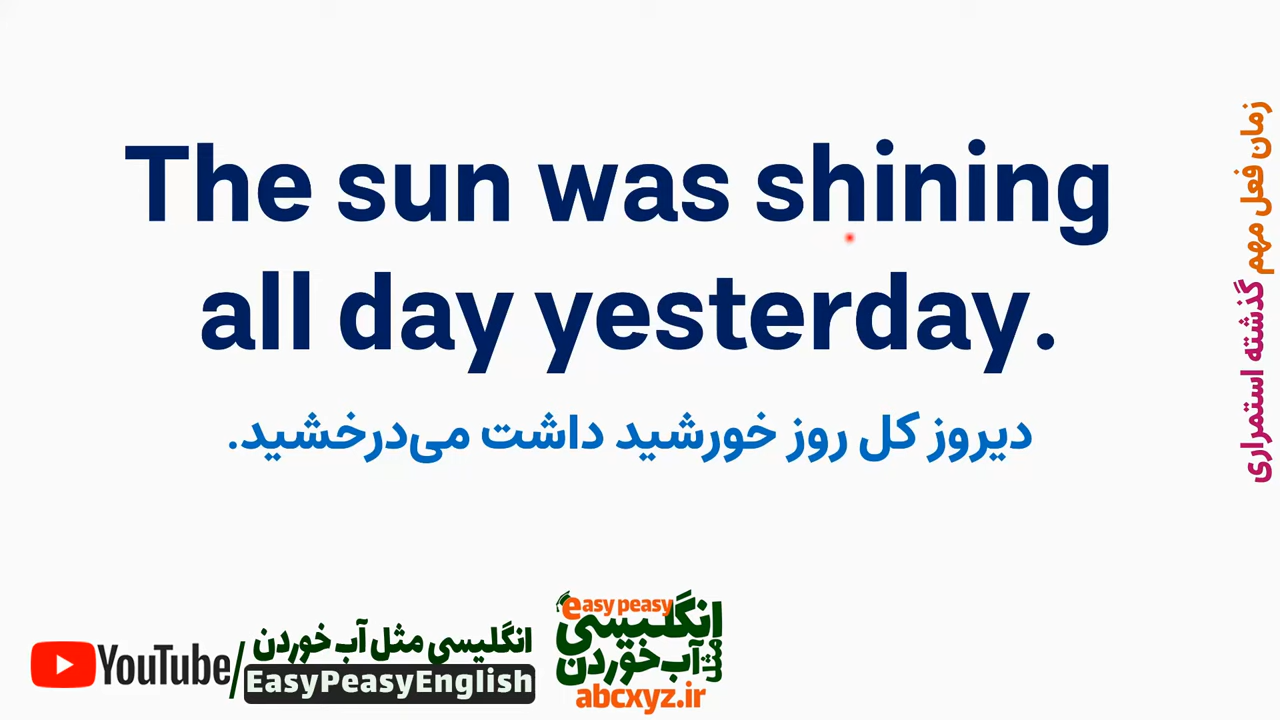 The sun was shining
all day yesterday.
دیروز کل روز خورشید داشت می‌درخشید.
زمان فعل مهم گذشته استمراری
YouTube/انگلیسی مثل آب خوردن
EasyPeasyEnglish
easy peasy
انگلیسی
مثل
آب خوردن
abcxyz.ir